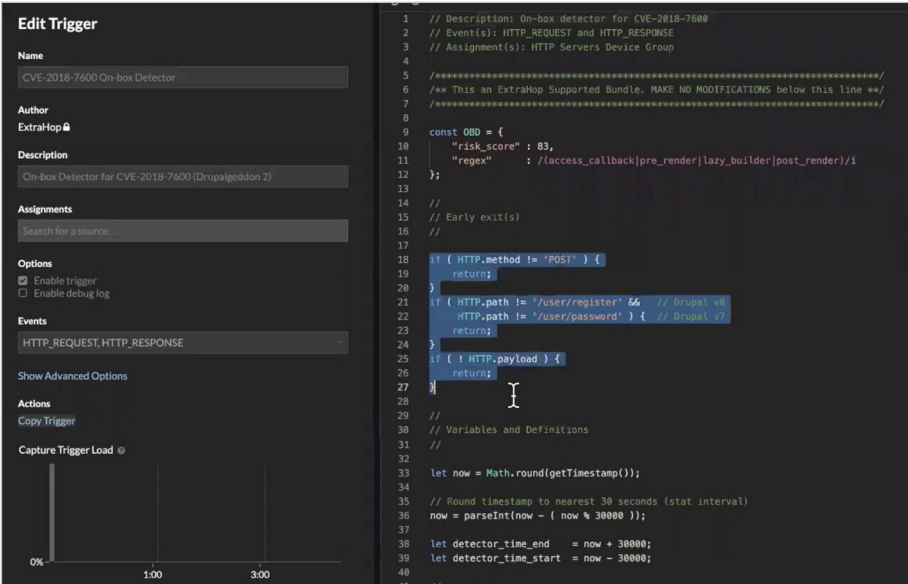 Edit Trigger
Name
CVE-2018-7600 On-box Detector
Author
ExtraHop
Description
On-box Detector for CVE-2018-7600 (Drupalgeddon 2)
Assignments
Search for a source...
Options
Enable trigger
Enable debug log
Events
HTTP_REQUEST, HTTP_RESPONSE
Show Advanced Options
Actions
Copy Trigger
Capture Trigger Load
0%
1:00
3:00
1 // Description: On-box detector for CVE-2018-7600
2 // Event(s): HTTP_REQUEST and HTTP_RESPONSE
3 // Assignment(s): HTTP Servers Device Group
4
5 /******************************************************************************/
6 /** This an ExtraHop Supported Bundle. MAKE NO MODIFICATIONS below this line **/
7 /******************************************************************************/
8
9 const OBD = {
10 "risk_score" : 83,
11 "regex" : /(access_callback|pre_render|lazy_builder|post_render)/i
12 };
13
14 //
15 // Early exit(s)
16 //
17
18 if ( HTTP.method != 'POST' ) {
19 return;
20 }
21 if ( HTTP.path != '/user/register' && // Drupal v8
22 HTTP.path != '/user/password' ) { // Drupal v7
23 return;
24 }
25 if ( ! HTTP.payload ) {
26 return;
27 }
28
29 //
30 // Variables and Definitions
31 //
32
33 let now = Math.round(getTimestamp());
34
35 // Round timestamp to nearest 30 seconds (stat interval)
36 now = parseInt(now - ( now % 30000 ));
37
38 let detector_time_end = now + 30000;
39 let detector_time_start = now - 30000;
40